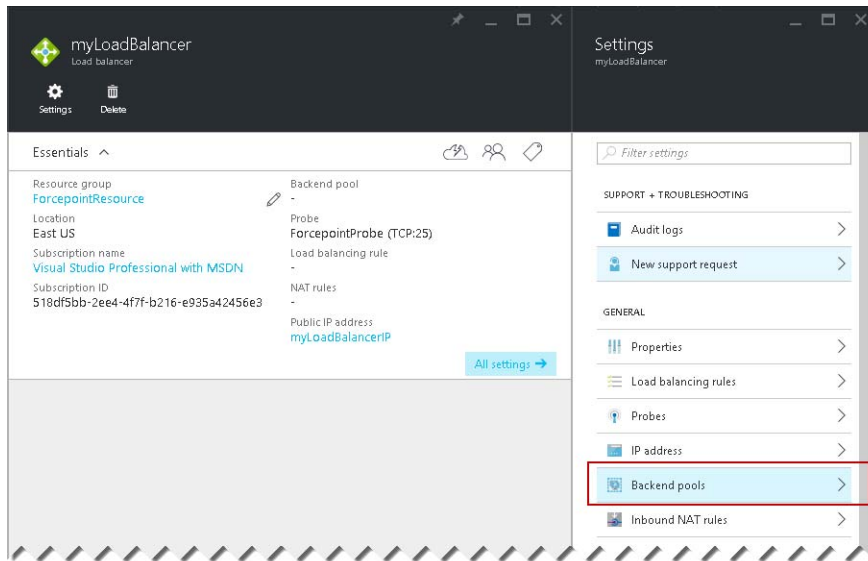 myLoadBalancer
Load balancer
Settings
Delete
Essentials
Resource group
ForcepointResource
Location
East US
Subscription name
Visual Studio Professional with MSDN
Subscription ID
518df5bb-2ee4-4f7f-b216-e935a42456e3
Backend pool
-
Probe
ForcepointProbe (TCP:25)
Load balancing rule
-
NAT rules
-
Public IP address
myLoadBalancerIP
All settings
Settings
myLoadBalancer
Filter settings
SUPPORT + TROUBLESHOOTING
Audit logs
New support request
GENERAL
Properties
Load balancing rules
Probes
IP address
Backend pools
Inbound NAT rules